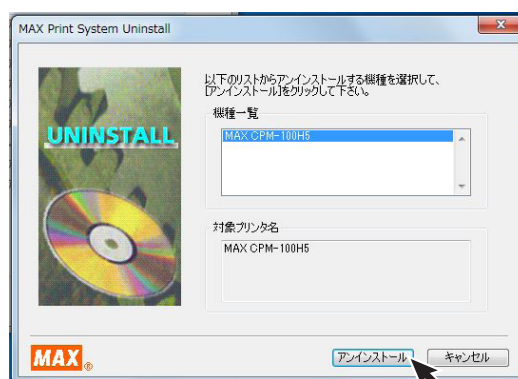 MAX Print System Uninstall
以下のリストからアンインストールする機種を選択して、
[アンインストール]をクリックして下さい。
UNINSTALL
機種一覧
MAX CPM-100H5
対象プリンタ名
MAX CPM-100H5
MAX®
アンインストール
キャンセル